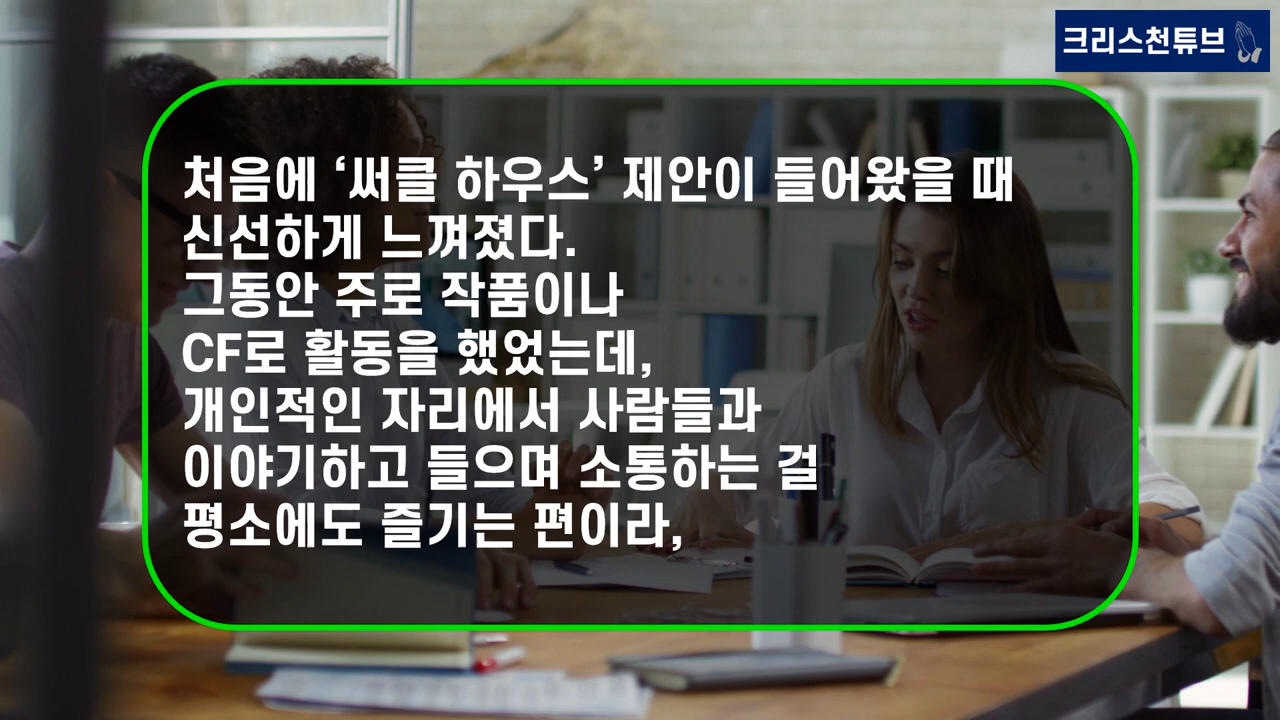 크리스천튜브
처음에 ‘써클 하우스’ 제안이 들어왔을 때
신선하게 느껴졌다.
그동안 주로 작품이나
CF로 활동을 했었는데,
개인적인 자리에서 사람들과
이야기하고 들으며 소통하는 걸
평소에도 즐기는 편이라,